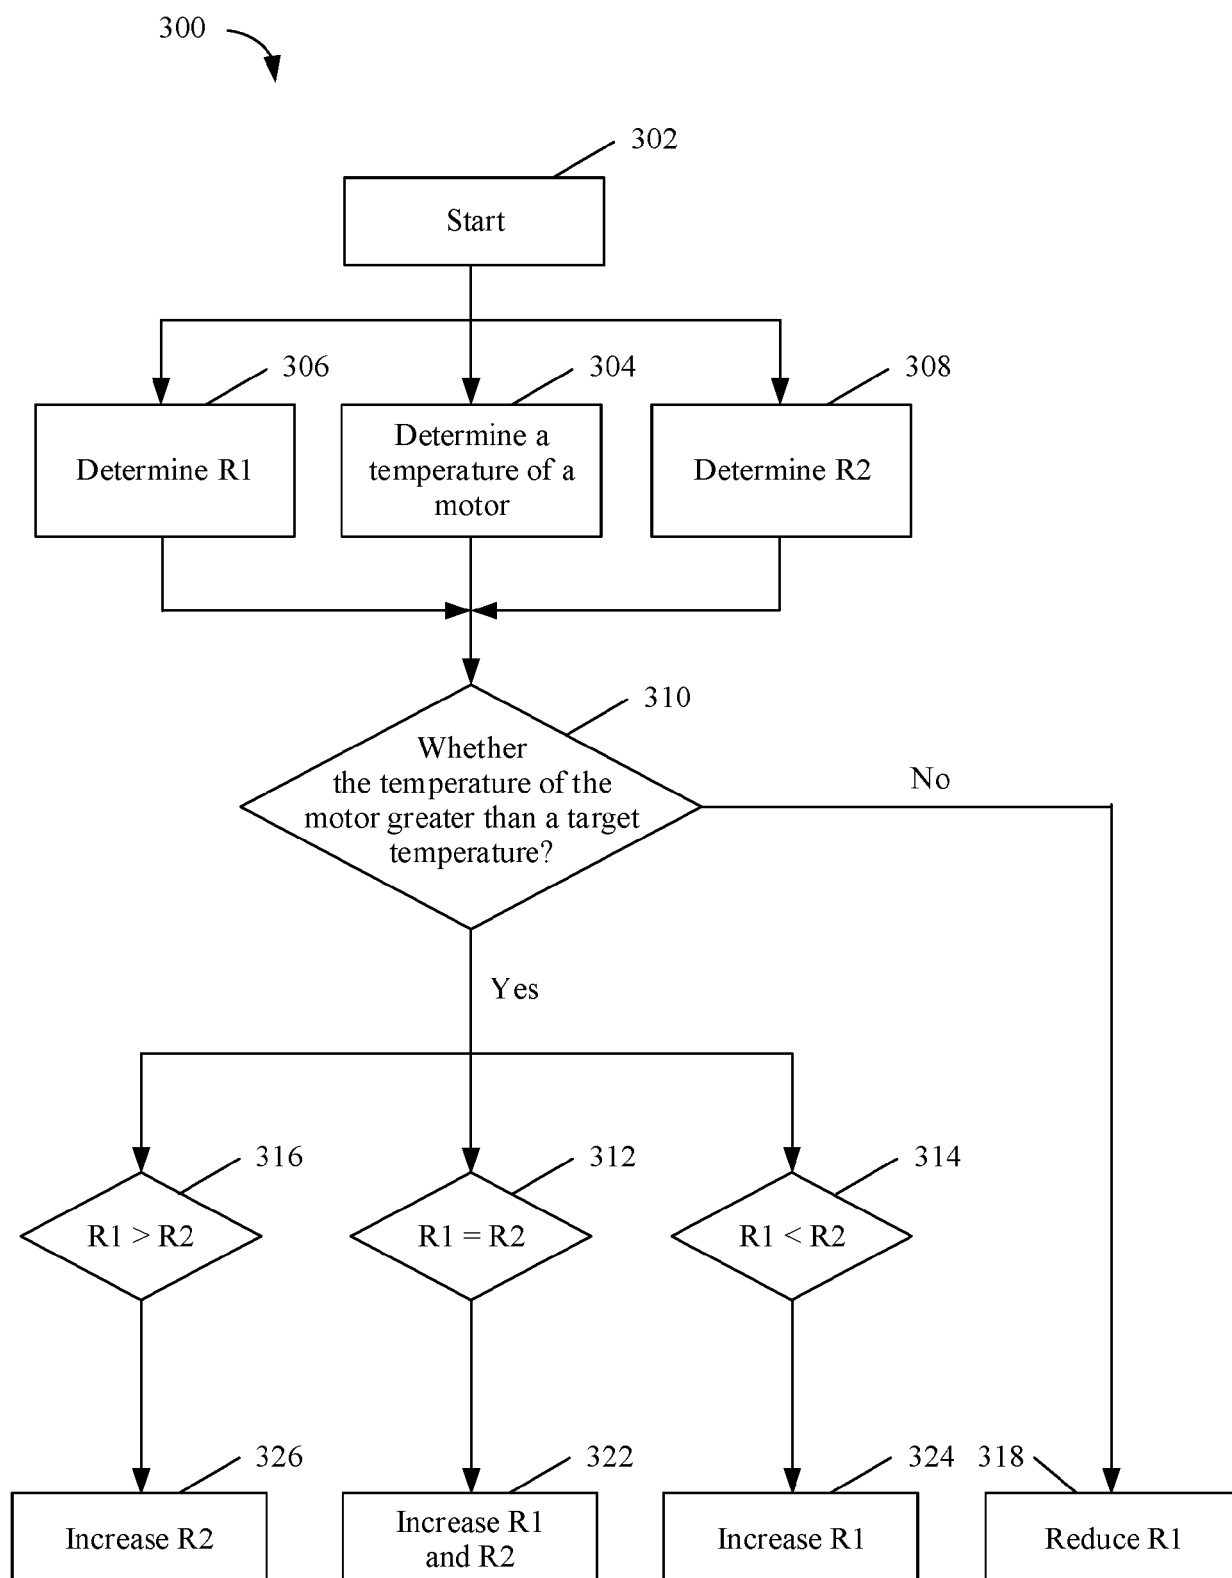 300
302
Start
306
304
308
Determine R1
Determine a
temperature of a
motor
Determine R2
310
Whether
the temperature of the
motor greater than a target
temperature?
No
Yes
316
312
314
R1 > R2
R1 = R2
R1 < R2
326
322
324
318
Increase R2
Increase R1
and R2
Increase R1
Reduce R1